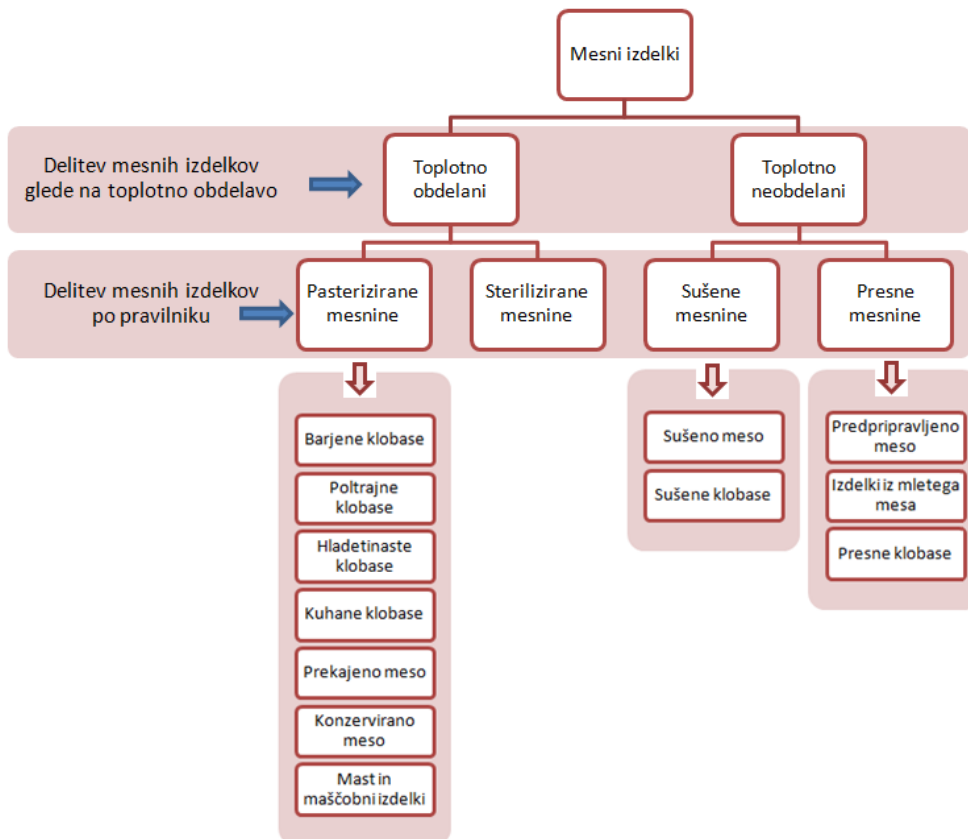 Mesni izdelki
Delitev mesnih izdelkov
glede na toplotno obdelavo
Toplotno
obdelani
Toplotno
neobdelani
Delitev mesnih izdelkov
po pravilniku
Pasterizirane
mesnine
Sterilizirane
mesnine
Sušene
mesnine
Presne
mesnine
Barjene klobase
Poltrajne
klobase
Hladetinaste
klobase
Kuhane klobase
Prekajeno meso
Konzervirano
meso
Mast in
maščobni izdelki
Sušeno meso
Sušene klobase
Predpripravljeno
meso
Izdelki iz mletega
mesa
Presne klobase